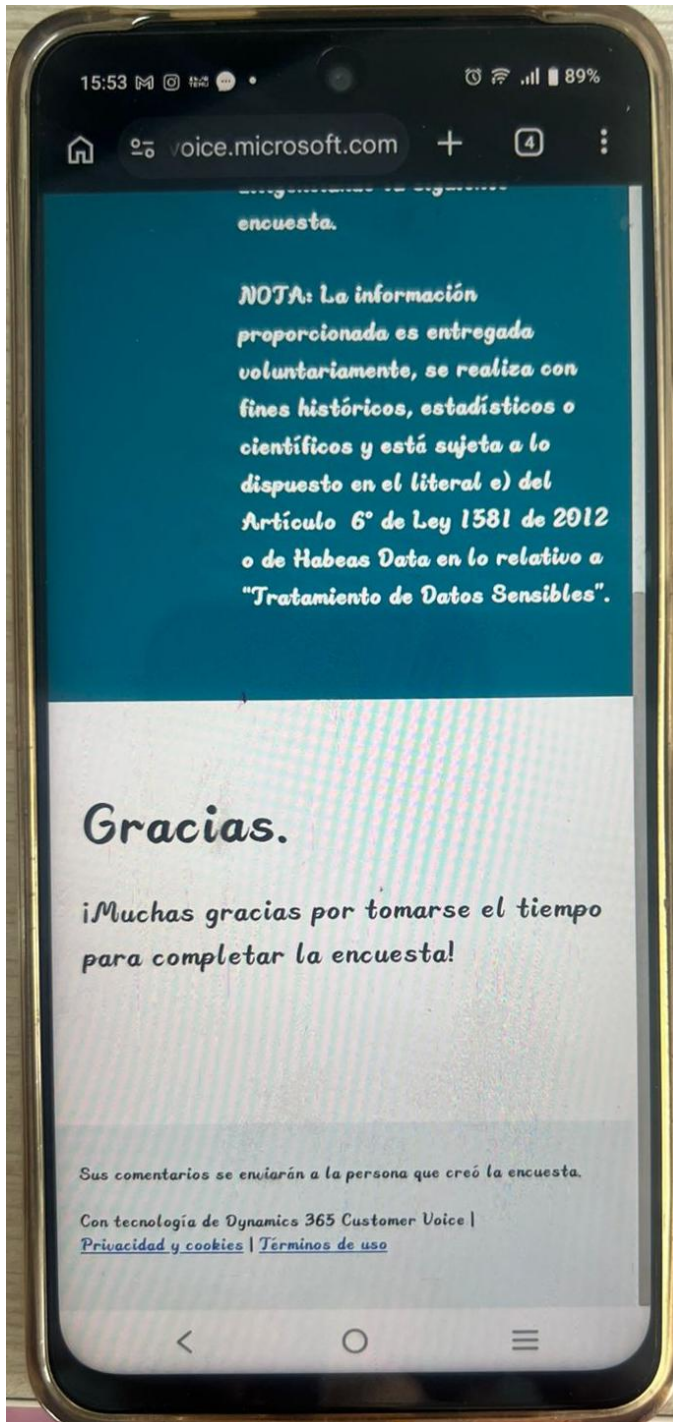 15:53
89%
voice.microsoft.com
4
encuesta.
NOTA: La información
proporcionada es entregada
voluntariamente, se realiza con
fines históricos, estadísticos o
científicos y está sujeta a lo
dispuesto en el literal e) del
Artículo 6° de Ley 1581 de 2012
o de Habeas Data en lo relativo a
"Tratamiento de Datos Sensibles".
Gracias.
¡Muchas gracias por tomarse el tiempo
para completar la encuesta!
Sus comentarios se enviarán a la persona que creó la encuesta.
Con tecnología de Dynamics 365 Customer Voice |
Privacidad y cookies | Términos de uso